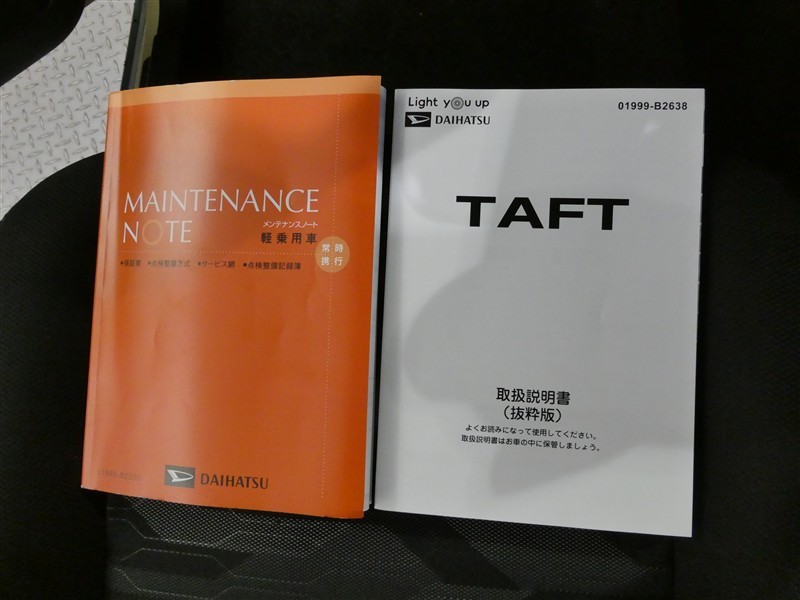 MAINTENANCE
NOTE
メンテナンスノート
軽乗用車
常時
携行
●保証書 ●点検整備方式 ●サービス網 ●点検整備記録簿
DAIHATSU
Light you up
DAIHATSU
01999-B2638
TAFT
取扱説明書
(抜粋版)
よくお読みになって使用してください。
取扱説明書はお車の中に保管しましょう。